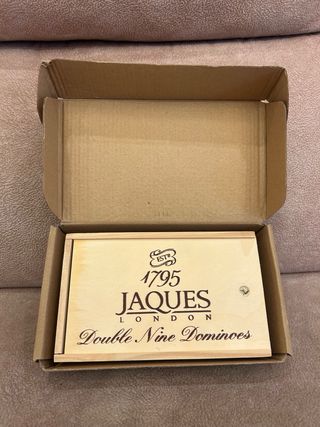 ESTD
1795
JAQUES
LONDON
Double Nine Dominoes